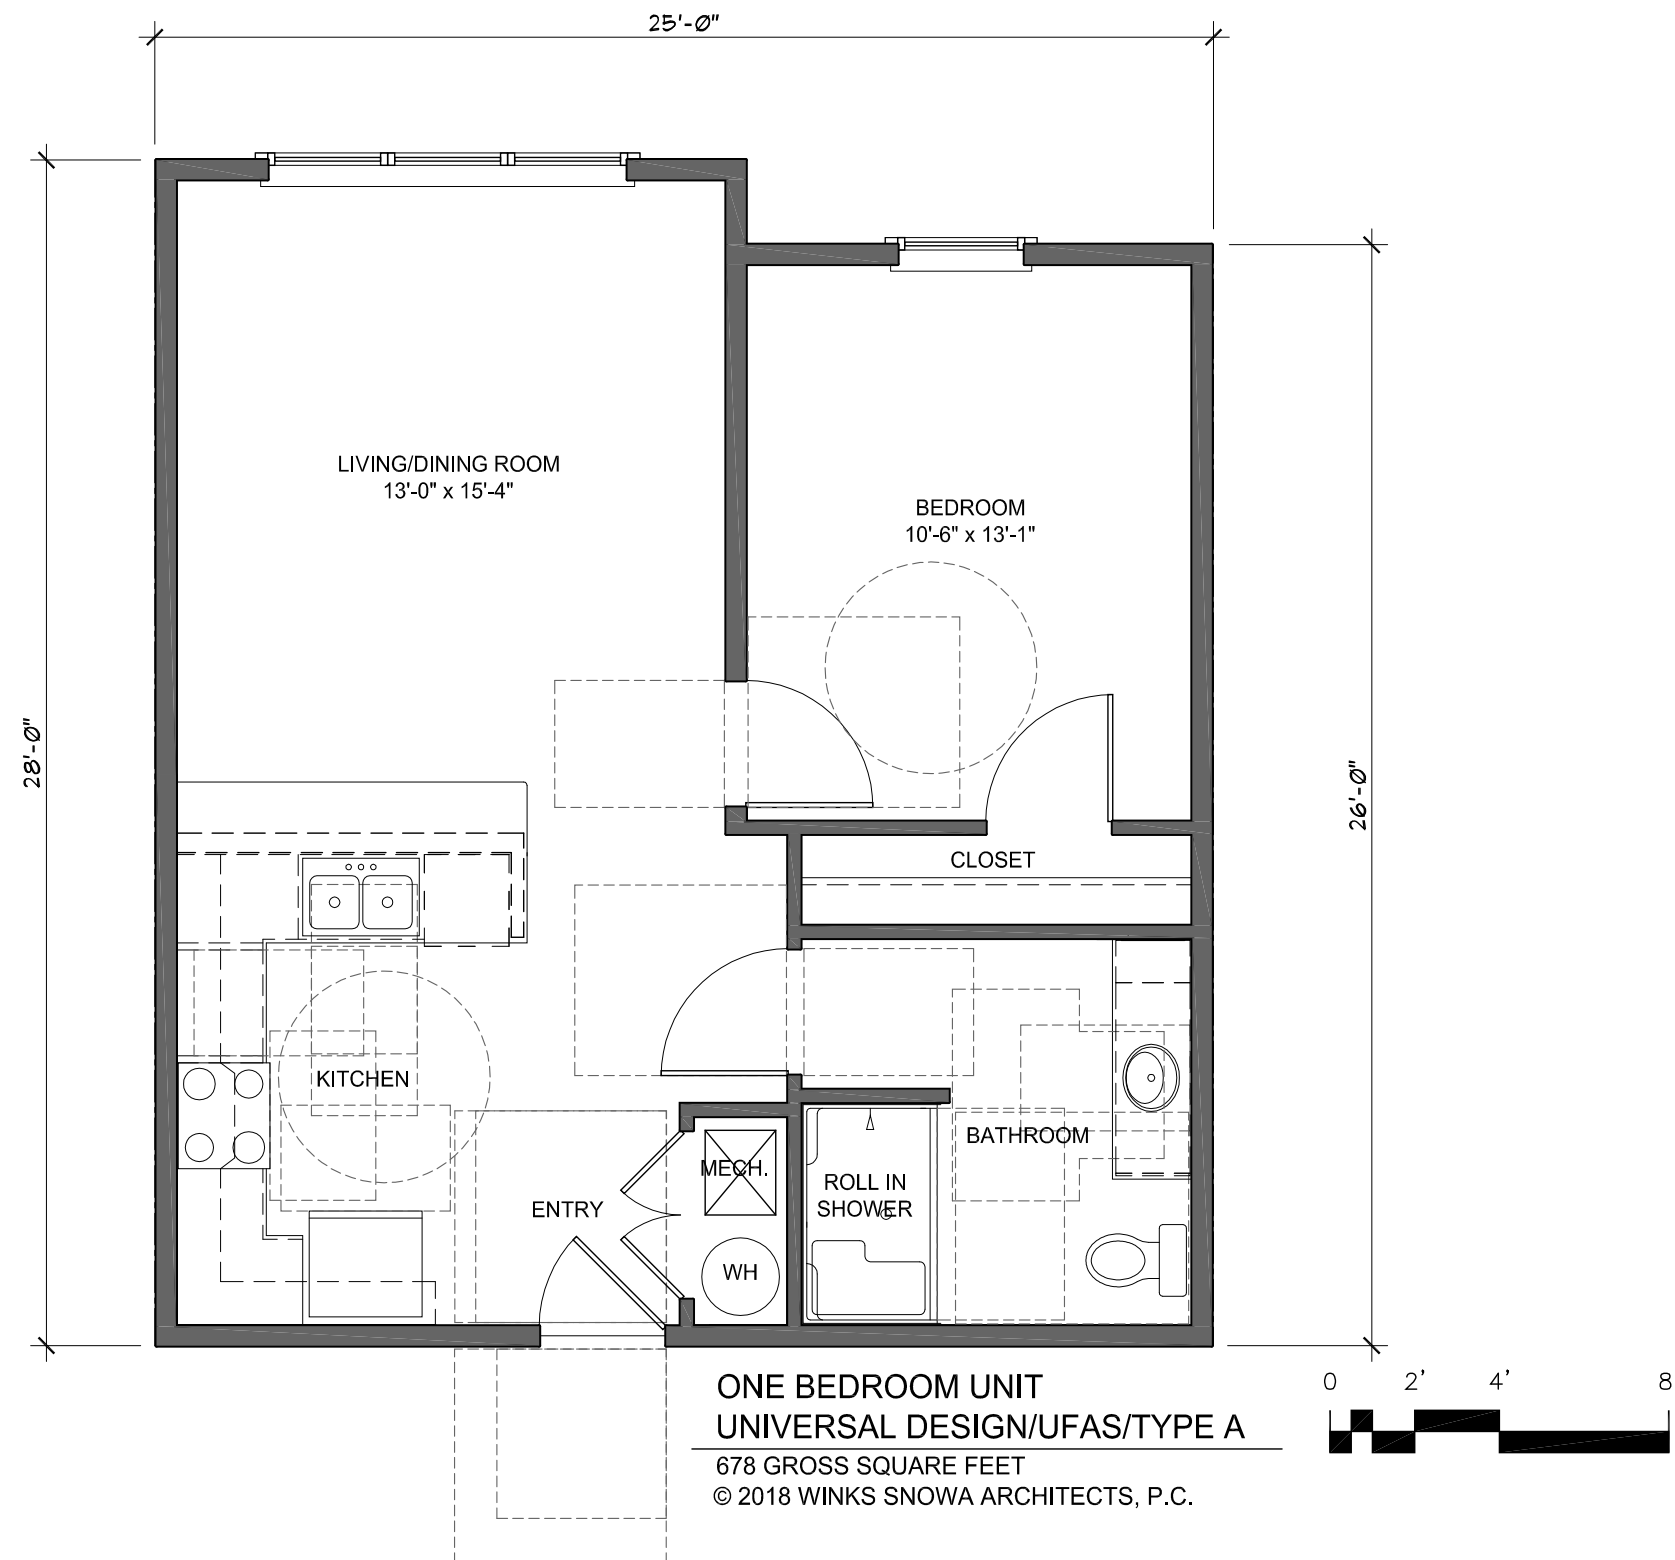 25'-0"
LIVING/DINING ROOM
13'-0" x 15'-4"
BEDROOM
10'-6" x 13'-1"
28'-0"
26'-0"
CLOSET
KITCHEN
BATHROOM
MECH.
ROLL IN
SHOWER
ENTRY
WH
ONE BEDROOM UNIT
UNIVERSAL DESIGN/UFAS/TYPE A
678 GROSS SQUARE FEET
© 2018 WINKS SNOWA ARCHITECTS, P.C.
0 2' 4' 8